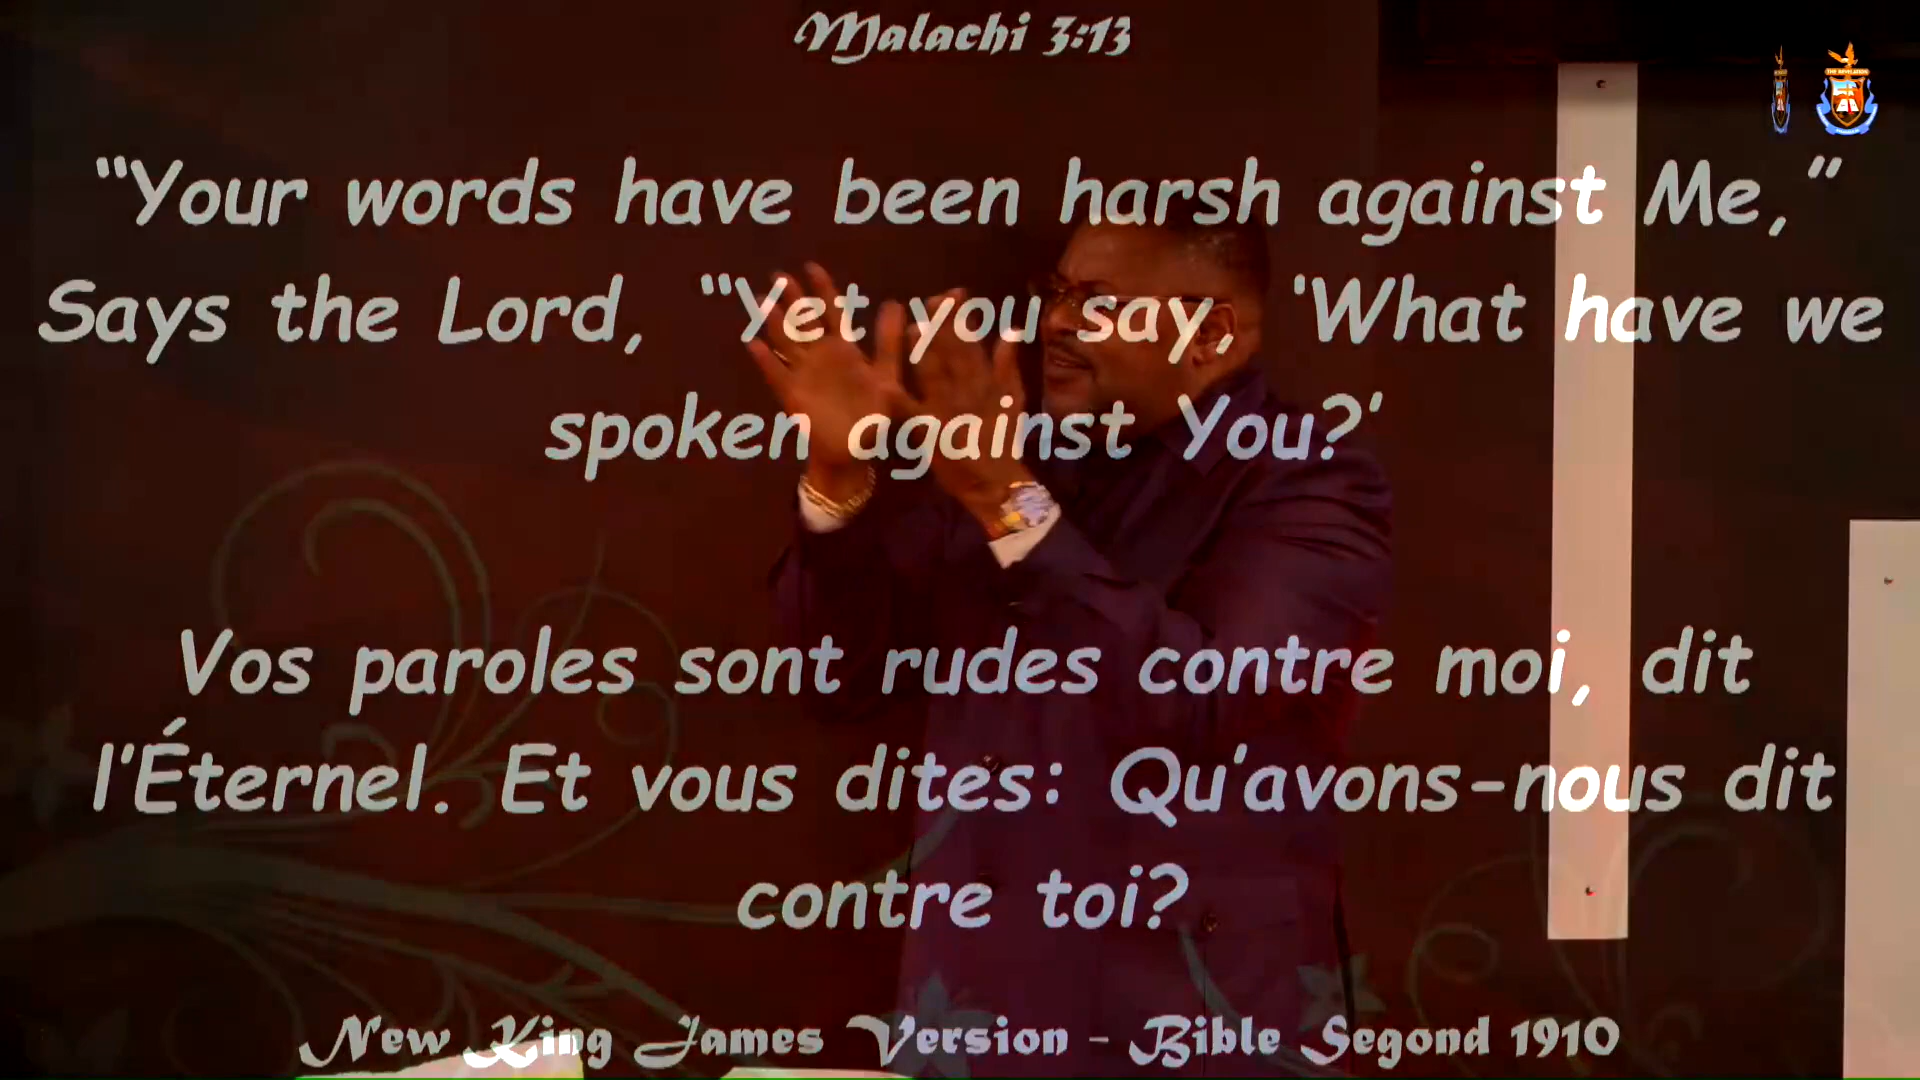 Malachi 3:13
“Your words have been harsh against Me,”
Says the Lord, “Yet you say, ‘What have we
spoken against You?’
Vos paroles sont rudes contre moi, dit
l’Éternel. Et vous dites: Qu’avons-nous dit
contre toi?
New King James Version - Bible Segond 1910